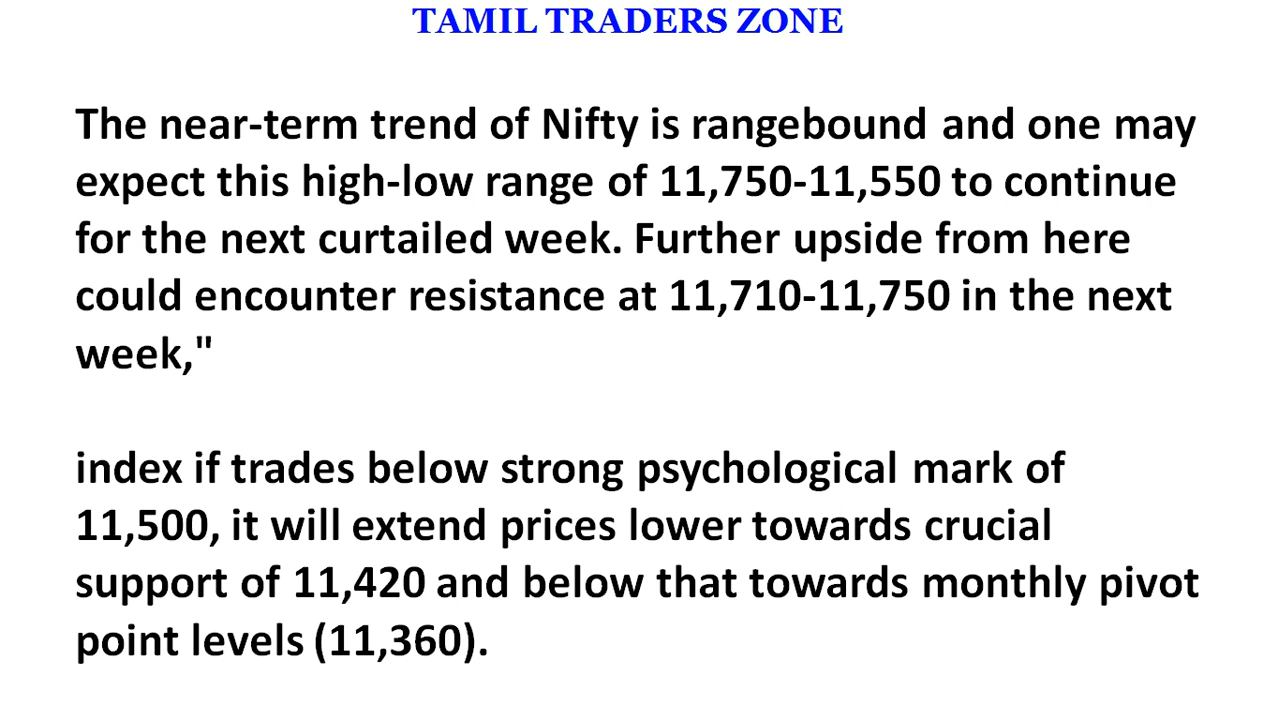 TAMIL TRADERS ZONE
The near-term trend of Nifty is rangebound and one may
expect this high-low range of 11,750-11,550 to continue
for the next curtailed week. Further upside from here
could encounter resistance at 11,710-11,750 in the next
week,"
index if trades below strong psychological mark of
11,500, it will extend prices lower towards crucial
support of 11,420 and below that towards monthly pivot
point levels (11,360).